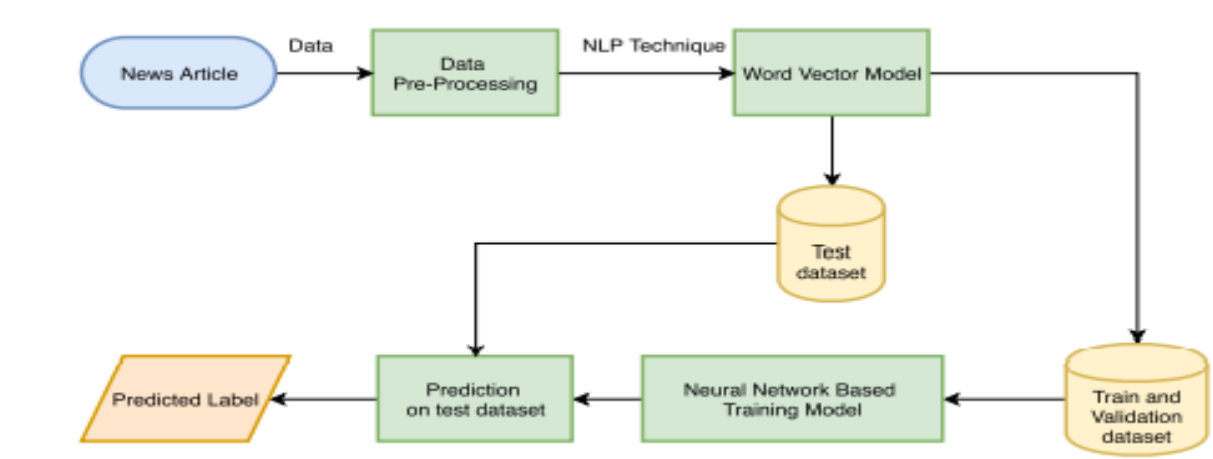 Data
NLP Technique
News Article
Data
Pre-Processing
Word Vector Model
Test
dataset
Predicted Label
Prediction
on test dataset
Neural Network Based
Training Model
Train and
Validation
dataset